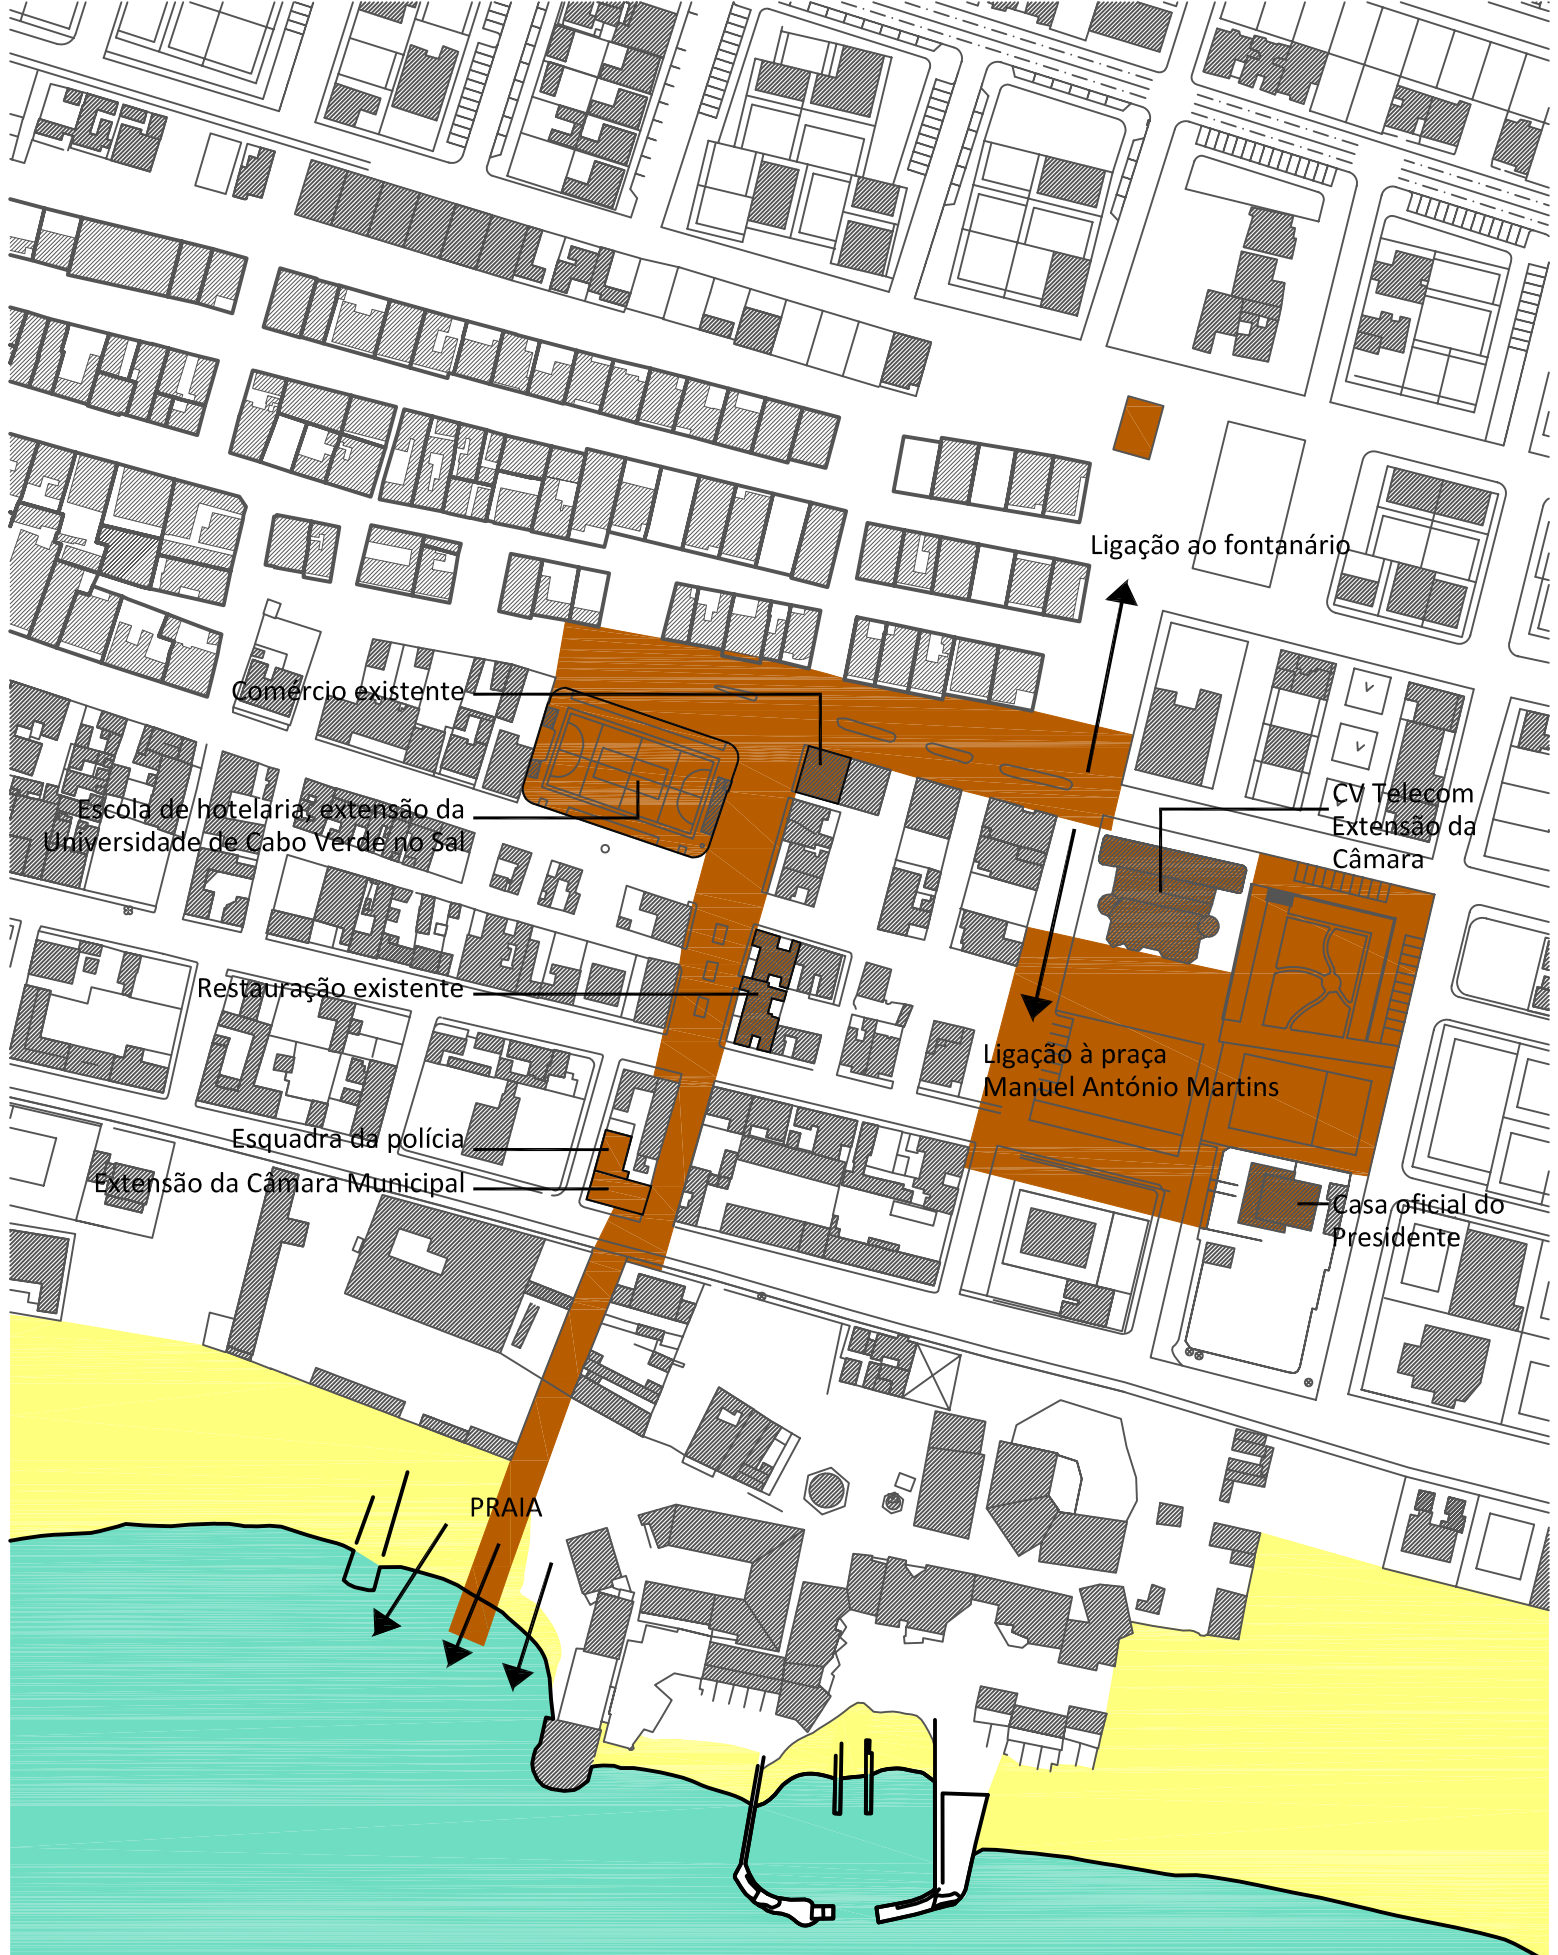 Ligação ao fontanário
Comércio existente
Escola de hotelaria, extensão da
Universidade de Cabo Verde no Sal
CV Telecom
Extensão da
Câmara
Restauração existente
Ligação à praça
Manuel António Martins
Esquadra da polícia
Extensão da Câmara Municipal
Casa oficial do
Presidente
PRAIA